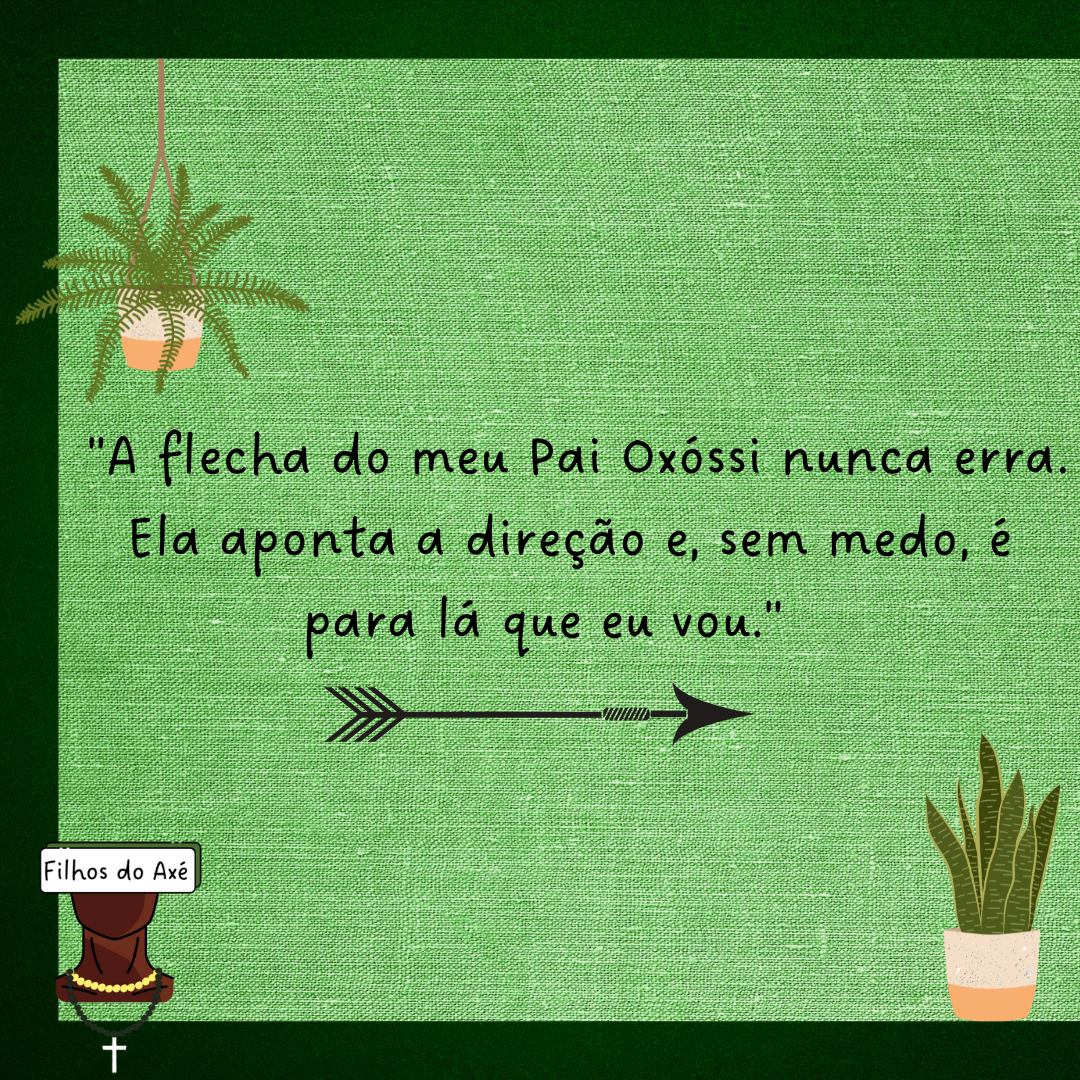 "A flecha do meu Pai Oxóssi nunca erra.
Ela aponta a direção e, sem medo, é
para lá que eu vou."
Filhos do Axé